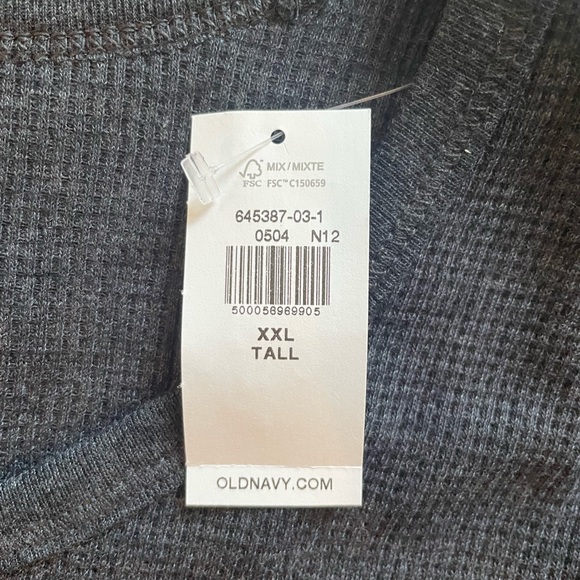 MIX/MIXTE
FSC FSC™ C150659
645387-03-1
0504 N12
500056969905
XXL
TALL
OLDNAVY.COM